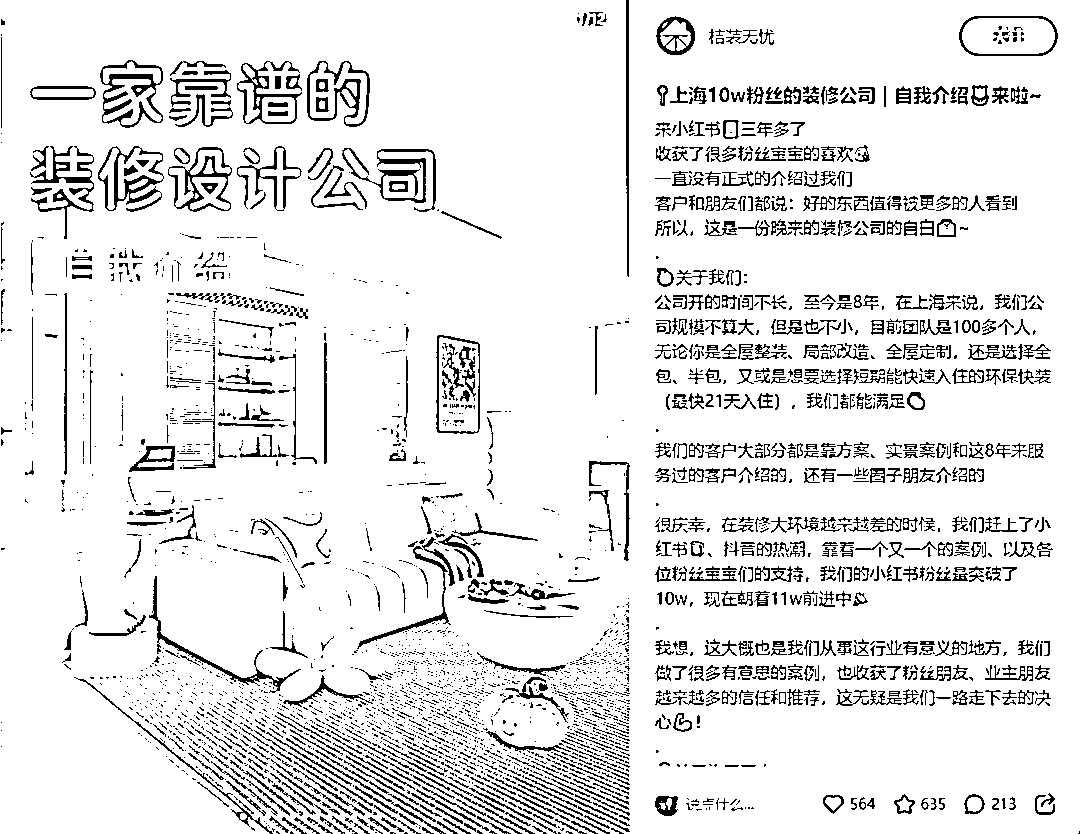 1/12
一家靠谱的
装修设计公司
自我介绍
桔装无忧
上海10w粉丝的装修公司 | 自我介绍来啦~
来小红书三年多了
收获了很多粉丝宝宝的喜欢
一直没有正式的介绍过我们
客户和朋友们都说：好的东西值得被更多的人看到
所以，这是一份晚来的装修公司的自白~
.
关于我们：
公司开的时间不长，至今是8年，在上海来说，我们公
司规模不算大，但是也不小，目前团队是100多个人，
无论你是全屋整装、局部改造、全屋定制，还是选择全
包、半包，又或是想要选择短期能快速入住的环保快装
（最快21天入住），我们都能满足
.
我们的客户大部分都是靠方案、实景案例和这8年来服
务过的客户介绍的，还有一些圈子朋友介绍的
.
很庆幸，在装修大环境越来越差的时候，我们赶上了小
红书、抖音的热潮，靠着一个又一个的案例、以及各
位粉丝宝宝们的支持，我们的小红书粉丝量突破了
10w，现在朝着11w前进中
.
我想，这大概也是我们从事这行业有意义的地方，我们
做了很多有意思的案例，也收获了粉丝朋友、业主朋友
越来越多的信任和推荐，这无疑是我们一路走下去的决
心！
.
说点什么...
564
635
213